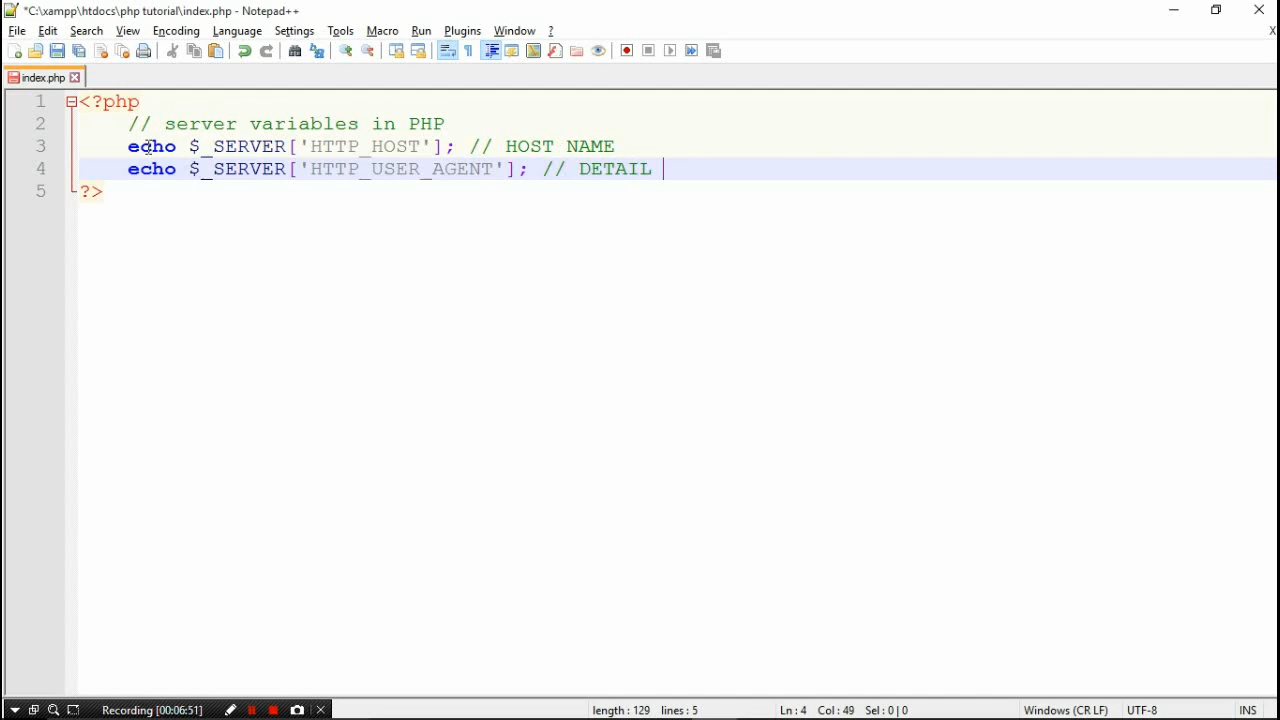 *C:\xampp\htdocs\php tutorial\index.php - Notepad++
File Edit Search View Encoding Language Settings Tools Macro Run Plugins Window ? X
index.php
1 <?php
2 // server variables in PHP
3 echo $_SERVER['HTTP_HOST']; // HOST NAME
4 echo $_SERVER['HTTP_USER_AGENT']; // DETAIL
5 ?>
Recording [00:06:51] length : 129 lines : 5 Ln : 4 Col : 49 Sel : 0 | 0 Windows (CR LF) UTF-8 INS